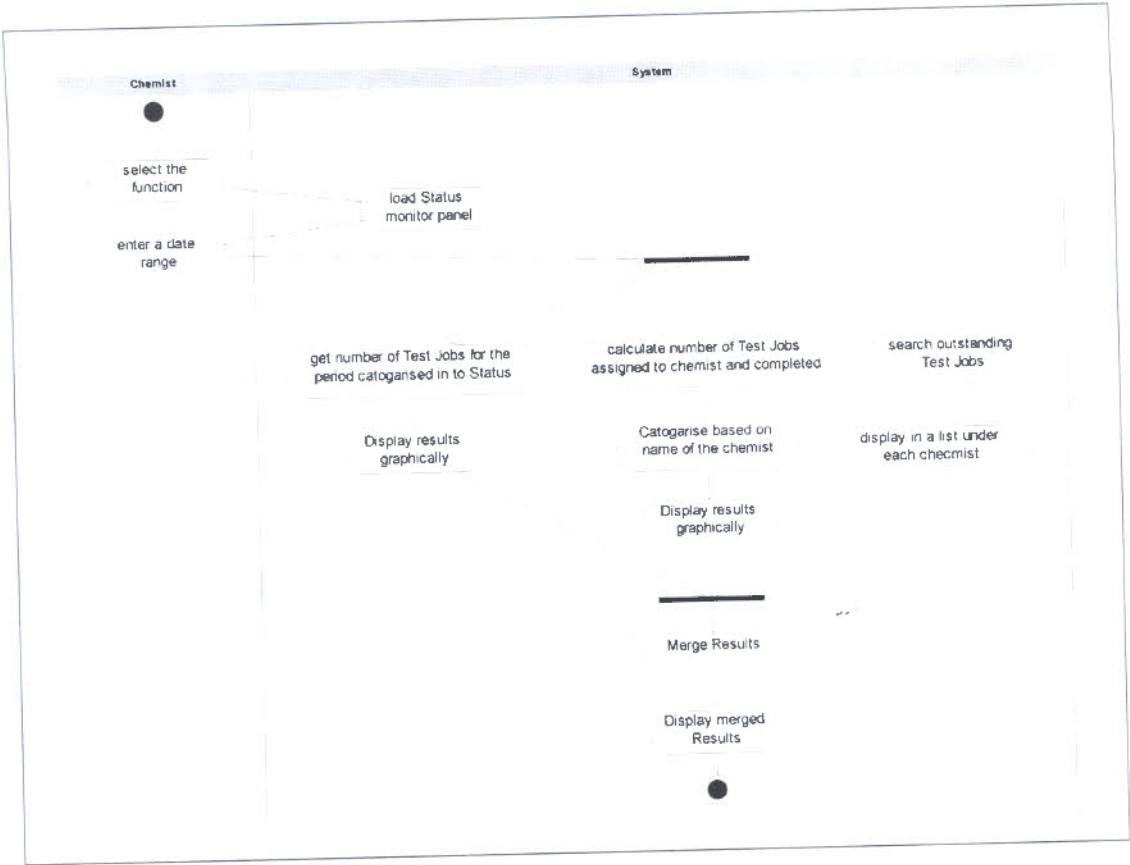 Chemist
System
select the
function
load Status
monitor panel
enter a date
range
get number of Test Jobs for the
period catogarised in to Status
calculate number of Test Jobs
assigned to chemist and completed
search outstanding
Test Jobs
Display results
graphically
Catogarise based on
name of the chemist
display in a list under
each checmist
Display results
graphically
Merge Results
Display merged
Results